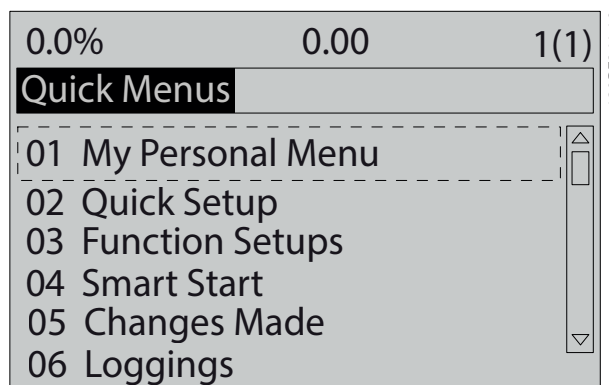 0.0% 0.00 1(1)
Quick Menus
01 My Personal Menu
02 Quick Setup
03 Function Setups
04 Smart Start
05 Changes Made
06 Loggings